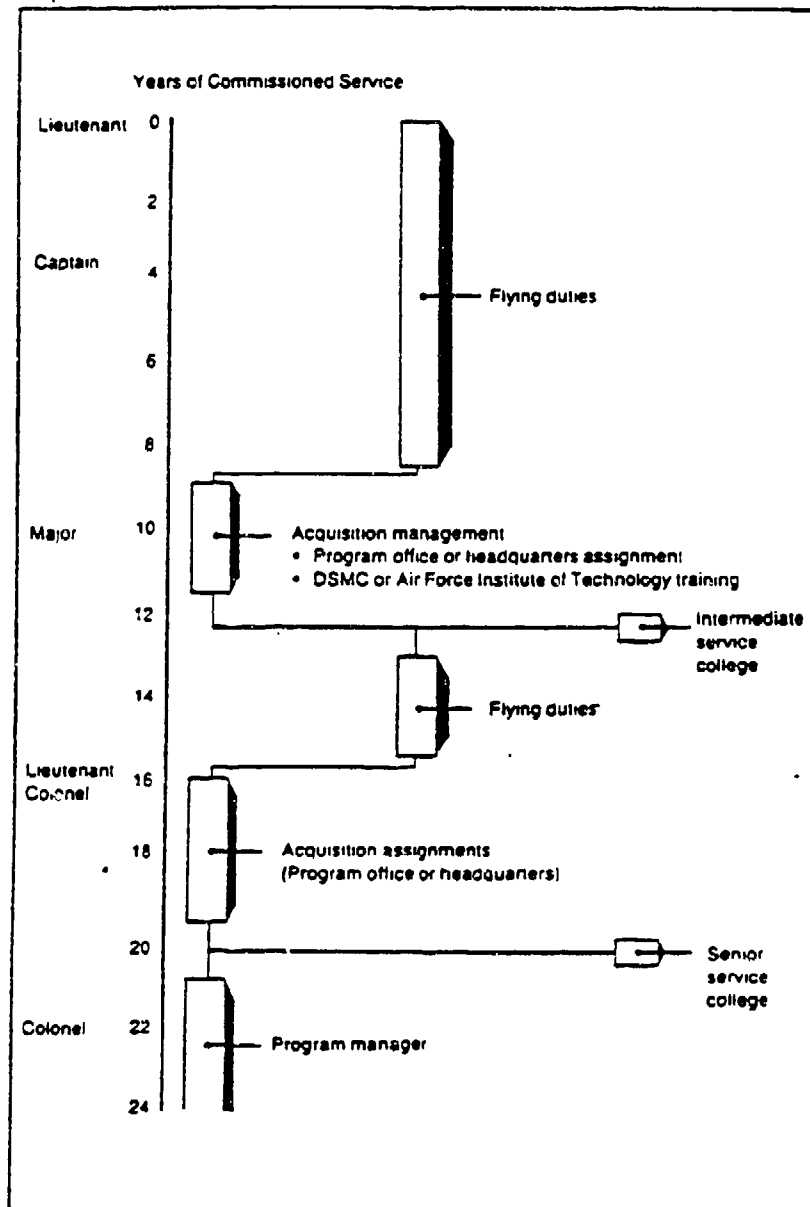 Years of Commissioned Service
Lieutenant 0
2
Captain
4
Flying duties
6
8
Major 10
Acquisition management
• Program office or headquarters assignment
• DSMC or Air Force Institute of Technology training
12
Intermediate
service
college
14
Flying duties
Lieutenant
Colonel
16
18
Acquisition assignments
(Program office or headquarters)
20
Senior
service
college
Colonel 22
Program manager
24